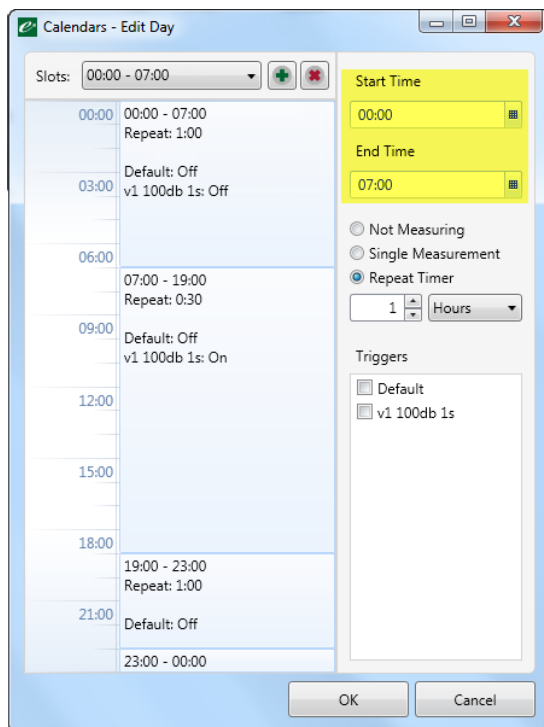 Calendars - Edit Day
Slots: 00:00 - 07:00
00:00
03:00
06:00
09:00
12:00
15:00
18:00
21:00
00:00 - 07:00
Repeat: 1:00
Default: Off
v1 100db 1s: Off
07:00 - 19:00
Repeat: 0:30
Default: Off
v1 100db 1s: On
19:00 - 23:00
Repeat: 1:00
Default: Off
23:00 - 00:00
Start Time
00:00
End Time
07:00
Not Measuring
Single Measurement
Repeat Timer
1 Hours
Triggers
Default
v1 100db 1s
OK Cancel